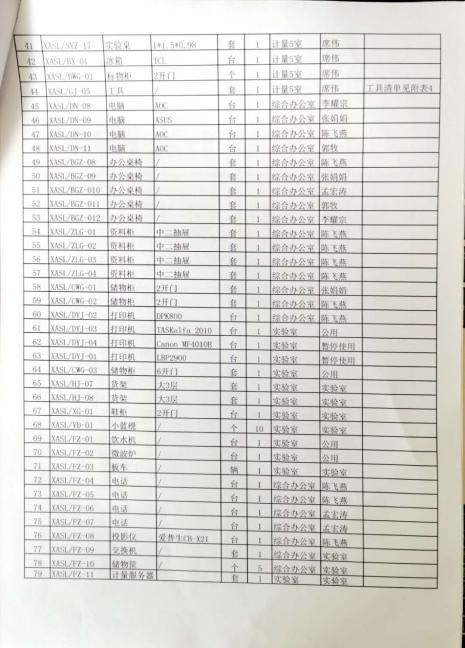 41 XASL/SYZ-17 实验桌 1*1.5*0.98 套 1 计量5室 席伟
42 XASL/BX-01 冰箱 TCL 台 1 计量5室 席伟
43 XASL/BWG-01 标物柜 2开门 个 1 计量5室 席伟
44 XASL/GJ-05 工具 / 套 1 计量5室 席伟 工具清单见附表4
45 XASL/DN-08 电脑 AOC 台 1 综合办公室 李耀宗
46 XASL/DN-09 电脑 ASUS 台 1 综合办公室 张娟娟
47 XASL/DN-10 电脑 AOC 台 1 综合办公室 陈飞燕
48 XASL/DN-11 电脑 AOC 台 1 综合办公室 郭牧
49 XASL/BGZ-08 办公桌椅 / 套 1 综合办公室 陈飞燕
50 XASL/BGZ-09 办公桌椅 / 套 1 综合办公室 张娟娟
51 XASL/BGZ-010 办公桌椅 / 套 1 综合办公室 孟宏涛
52 XASL/BGZ-011 办公桌椅 / 套 1 综合办公室 郭牧
53 XASL/BGZ-012 办公桌椅 / 套 1 综合办公室 李耀宗
54 XASL/ZLG-01 资料柜 中二抽屉 套 1 综合办公室 陈飞燕
55 XASL/ZLG-02 资料柜 中二抽屉 套 1 综合办公室 陈飞燕
56 XASL/ZLG-03 资料柜 中二抽屉 套 1 综合办公室 陈飞燕
57 XASL/ZLG-04 资料柜 中二抽屉 套 1 综合办公室 陈飞燕
58 XASL/CWG-01 储物柜 2开门 套 1 综合办公室 张娟娟
59 XASL/CWG-02 储物柜 2开门 套 1 综合办公室 陈飞燕
60 XASL/DYJ-02 打印机 DPK800 台 1 综合办公室 陈飞燕
61 XASL/DYJ-03 打印机 TASKalfa 2010 台 1 实验室 公用
62 XASL/DYJ-04 打印机 Canon MF4010B 台 1 实验室 暂停使用
63 XASL/DYJ-01 打印机 LBP2900 台 1 实验室 暂停使用
64 XASL/CWG-03 储物柜 6开门 套 1 实验室 公用
65 XASL/HJ-07 货架 大3层 套 1 实验室 实验室
66 XASL/HJ-08 货架 大3层 套 1 实验室 实验室
67 XASL/XG-01 鞋柜 2开门 套 1 实验室 实验室
68 XASL/YD-01 小蓝模 / 个 10 实验室 实验室
69 XASL/FZ-01 饮水机 / 台 1 实验室 公用
70 XASL/FZ-02 微波炉 / 台 1 实验室 公用
71 XASL/FZ-03 板车 / 辆 1 实验室 实验室
72 XASL/FZ-04 电话 / 台 1 综合办公室 陈飞燕
73 XASL/FZ-05 电话 / 台 1 综合办公室 陈飞燕
74 XASL/FZ-06 电话 / 台 1 综合办公室 孟宏涛
75 XASL/FZ-07 电话 / 台 1 综合办公室 孟宏涛
76 XASL/FZ-08 投影仪 爱普生CB-X21 台 1 综合办公室 陈飞燕
77 XASL/FZ-09 交换机 / 套 1 综合办公室 实验室
78 XASL/FZ-10 储物筐 / 个 5 综合办公室 实验室
79 XASL/FZ-11 计量服务器 套 1 实验室 实验室